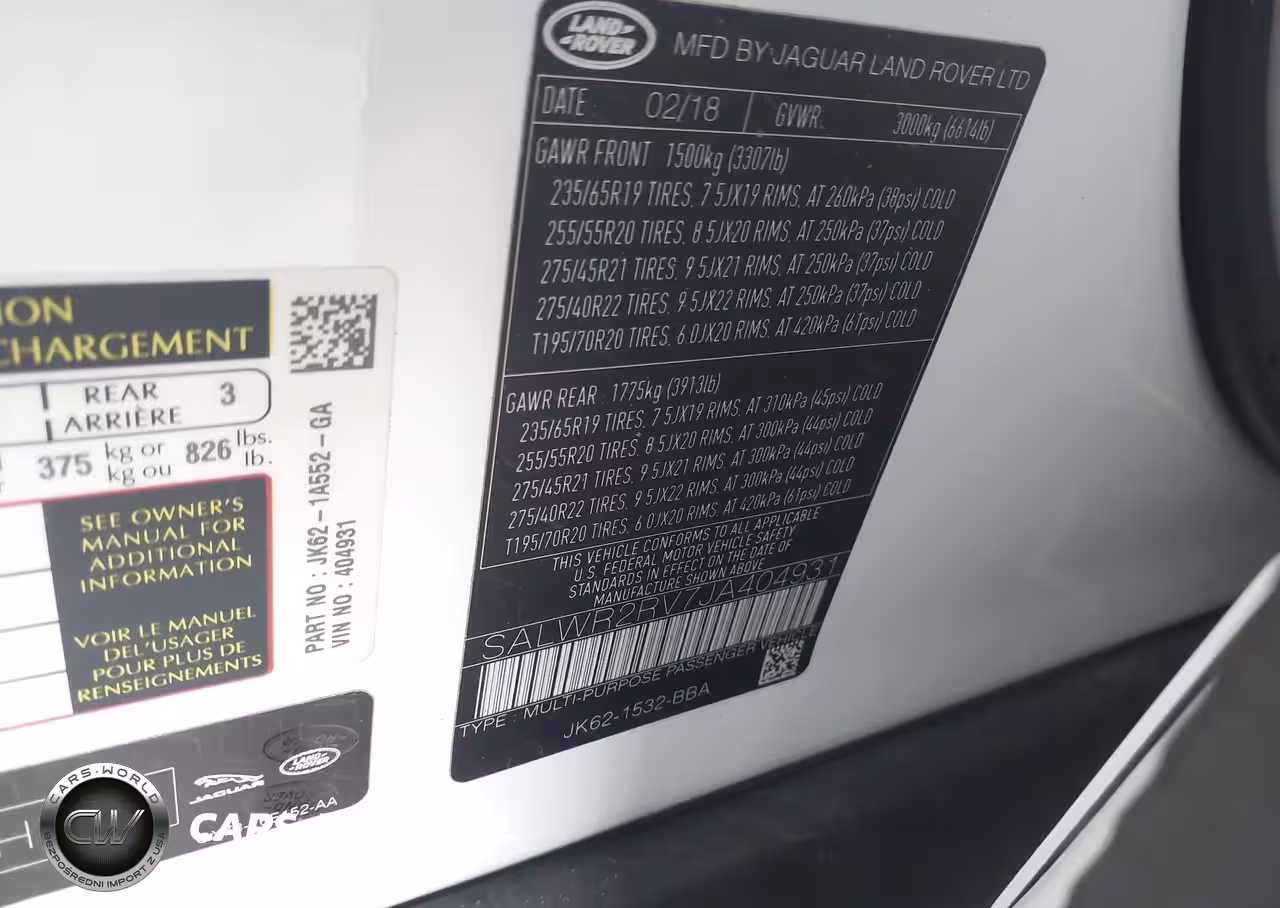 LAND-
-ROVER
MFD BY JAGUAR LAND ROVER LTD
DATE : 02/18 GVWR. 3000kg (6614lb)
GAWR FRONT 1500kg (3307lb)
235/65R19 TIRES, 7.5JX19 RIMS, AT 260kPa (38psi) COLD
255/55R20 TIRES, 8.5JX20 RIMS, AT 250kPa (37psi) COLD
275/45R21 TIRES, 9.5JX21 RIMS, AT 250kPa (37psi) COLD
275/40R22 TIRES, 9.5JX22 RIMS, AT 250kPa (37psi) COLD
T195/70R20 TIRES, 6.0JX20 RIMS, AT 420kPa (61psi) COLD
GAWR REAR : 1775kg (3913lb)
235/65R19 TIRES, 7.5JX19 RIMS, AT 310kPa (45psi) COLD
255/55R20 TIRES, 8.5JX20 RIMS, AT 300kPa (44psi) COLD
275/45R21 TIRES, 9.5JX21 RIMS, AT 300kPa (44psi) COLD
275/40R22 TIRES, 9.5JX22 RIMS, AT 300kPa (44psi) COLD
T195/70R20 TIRES, 6.0JX20 RIMS, AT 420kPa (61psi) COLD
THIS VEHICLE CONFORMS TO ALL APPLICABLE
U.S. FEDERAL MOTOR VEHICLE SAFETY
STANDARDS IN EFFECT ON THE DATE OF
MANUFACTURE SHOWN ABOVE
SALWR2RV7JA404931
TYPE : MULTI-PURPOSE PASSENGER VEHICLE
JK62-1532-BBA
ION
CHARGEMENT
REAR 3
ARRIÈRE
375 kg or 826 lbs.
kg ou lb.
SEE OWNER'S
MANUAL FOR
ADDITIONAL
INFORMATION
VOIR LE MANUEL
DEL'USAGER
POUR PLUS DE
RENSEIGNEMENTS
PART NO : JK62-1A552-GA
VIN NO : 404931
JAGUAR
LAND-
-ROVER
CARS
CARS-WORLD
CW
BEZPOŚREDNI IMPORT Z USA